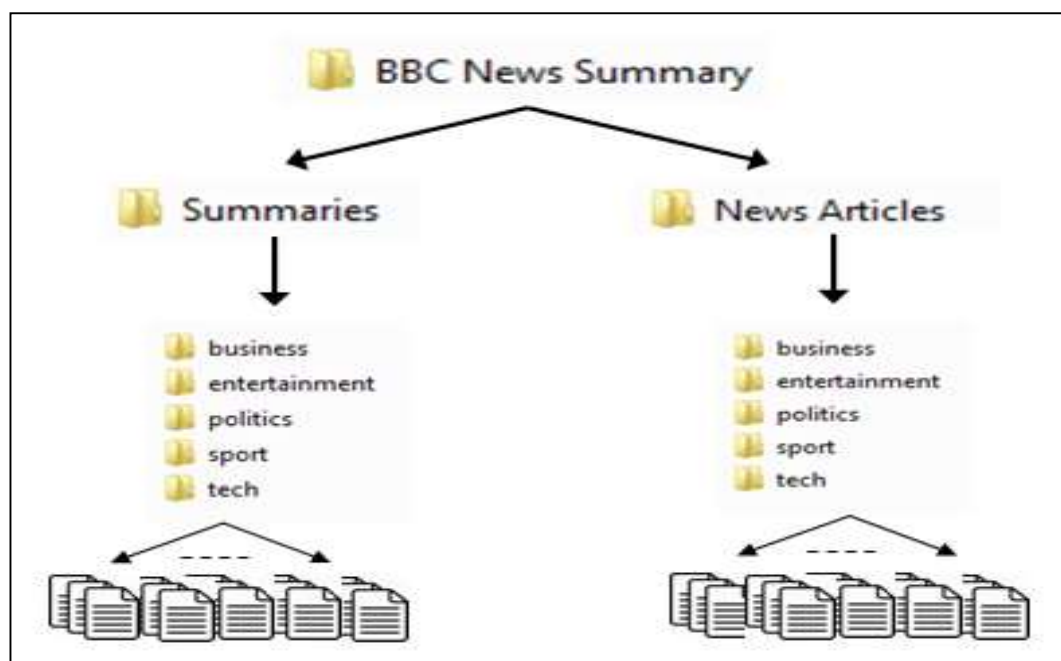 BBC News Summary
Summaries
News Articles
business
entertainment
politics
sport
tech
business
entertainment
politics
sport
tech